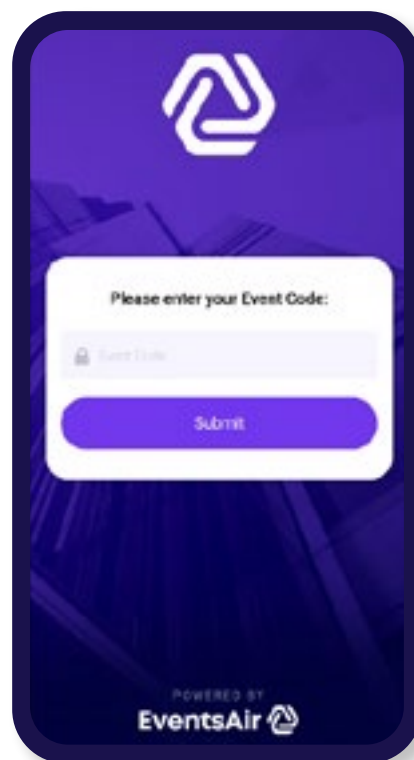 Please enter your Event Code:
Event Code
Submit
POWERED BY
EventsAir